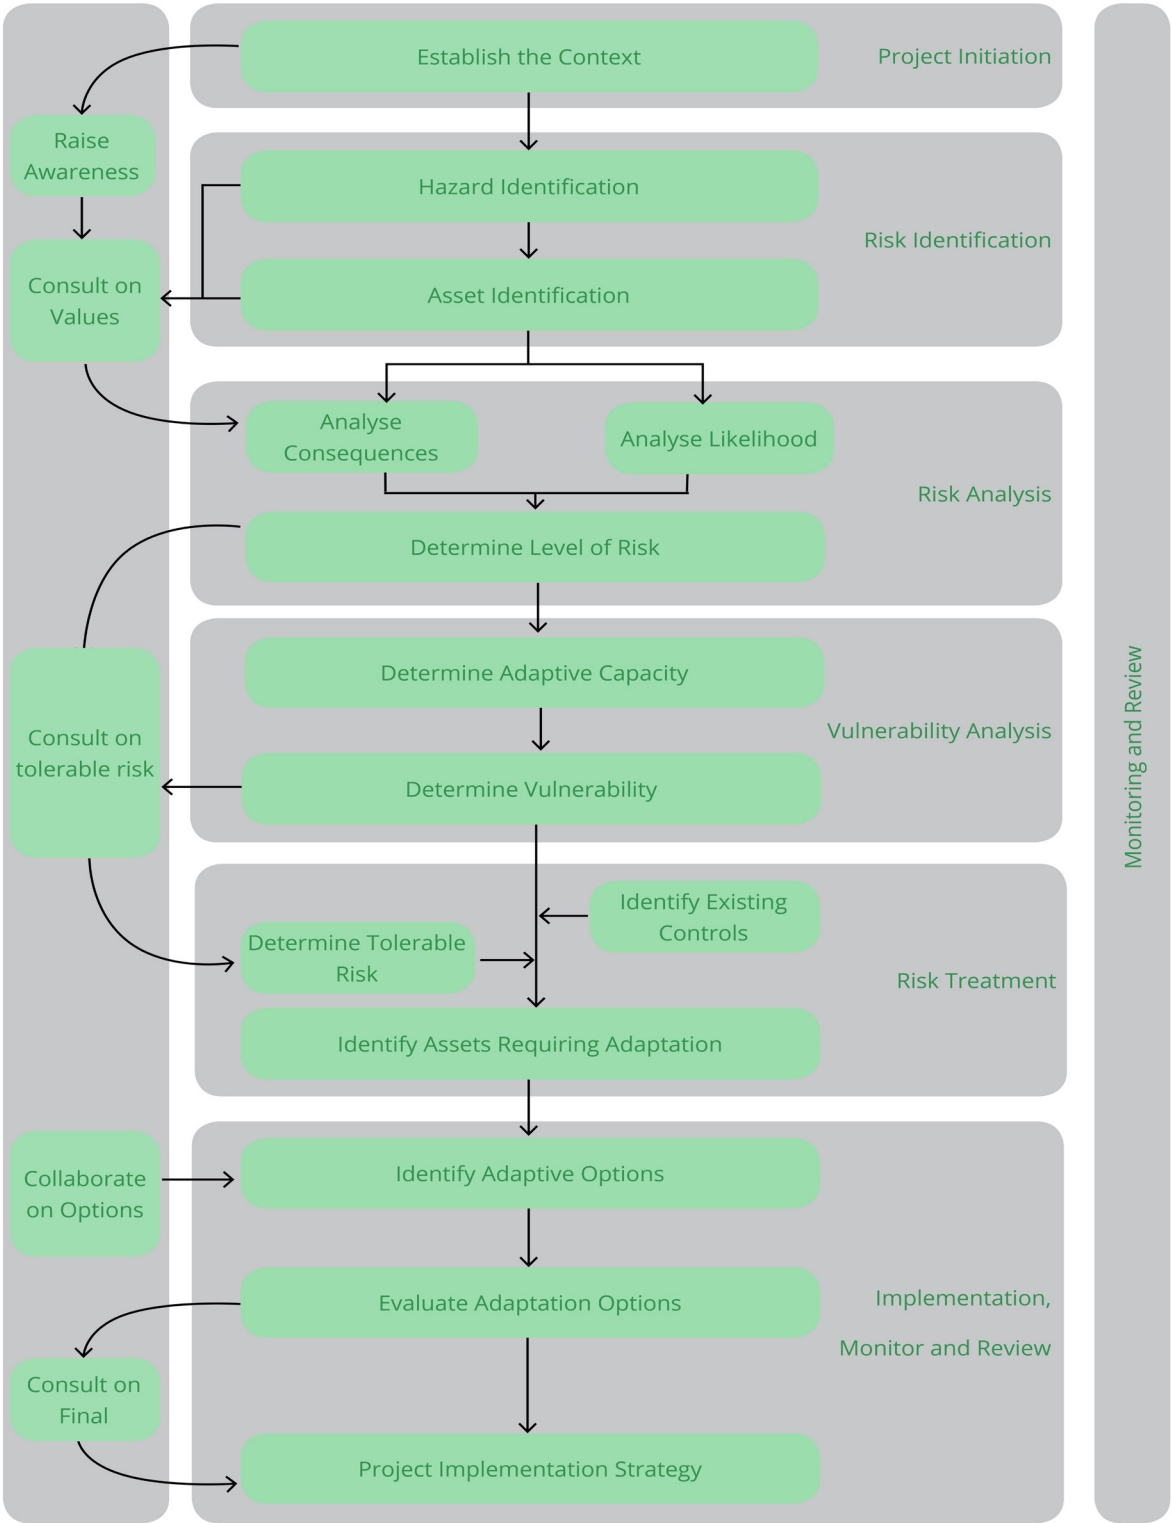 Establish the Context
Project Initiation
Raise
Awareness
Hazard Identification
Risk Identification
Consult on
Values
Asset Identification
Analyse
Consequences
Analyse Likelihood
Risk Analysis
Determine Level of Risk
Determine Adaptive Capacity
Vulnerability Analysis
Consult on
tolerable risk
Determine Vulnerability
Monitoring and Review
Identify Existing
Controls
Determine Tolerable
Risk
Risk Treatment
Identify Assets Requiring Adaptation
Collaborate
on Options
Identify Adaptive Options
Evaluate Adaptation Options
Implementation,
Monitor and Review
Consult on
Final
Project Implementation Strategy